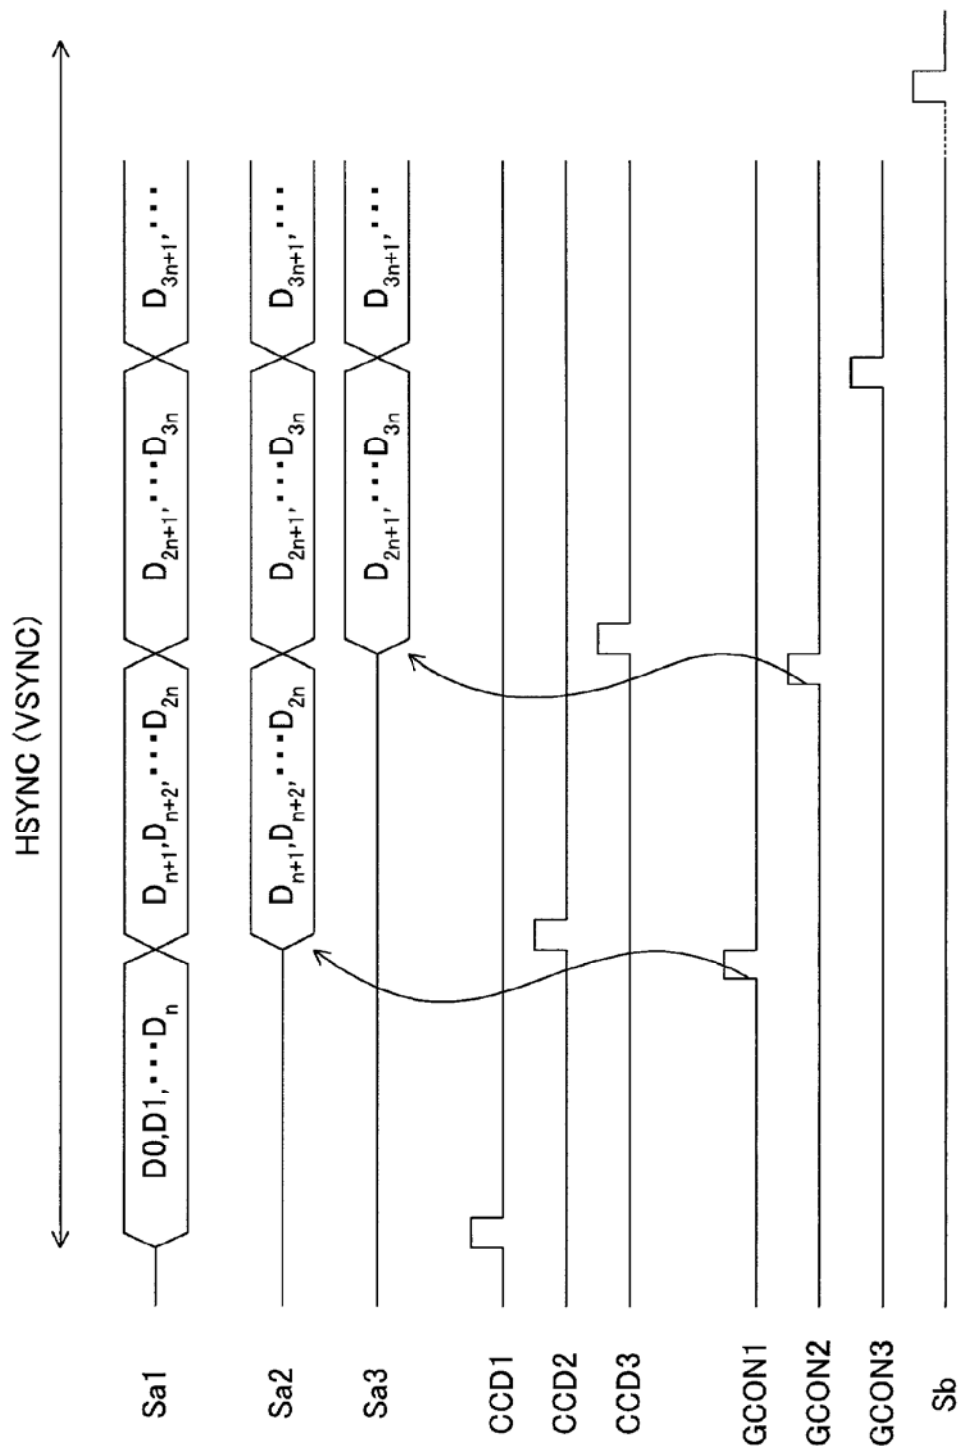 HSYNC (VSYNC)
Sa1 D0,D1,···Dn Dn+1,Dn+2,···D2n D2n+1,···D3n D3n+1,···
Sa2 Dn+1,Dn+2,···D2n D2n+1,···D3n D3n+1,···
Sa3 D2n+1,···D3n D3n+1,···
CCD1
CCD2
CCD3
GCON1
GCON2
GCON3
Sb